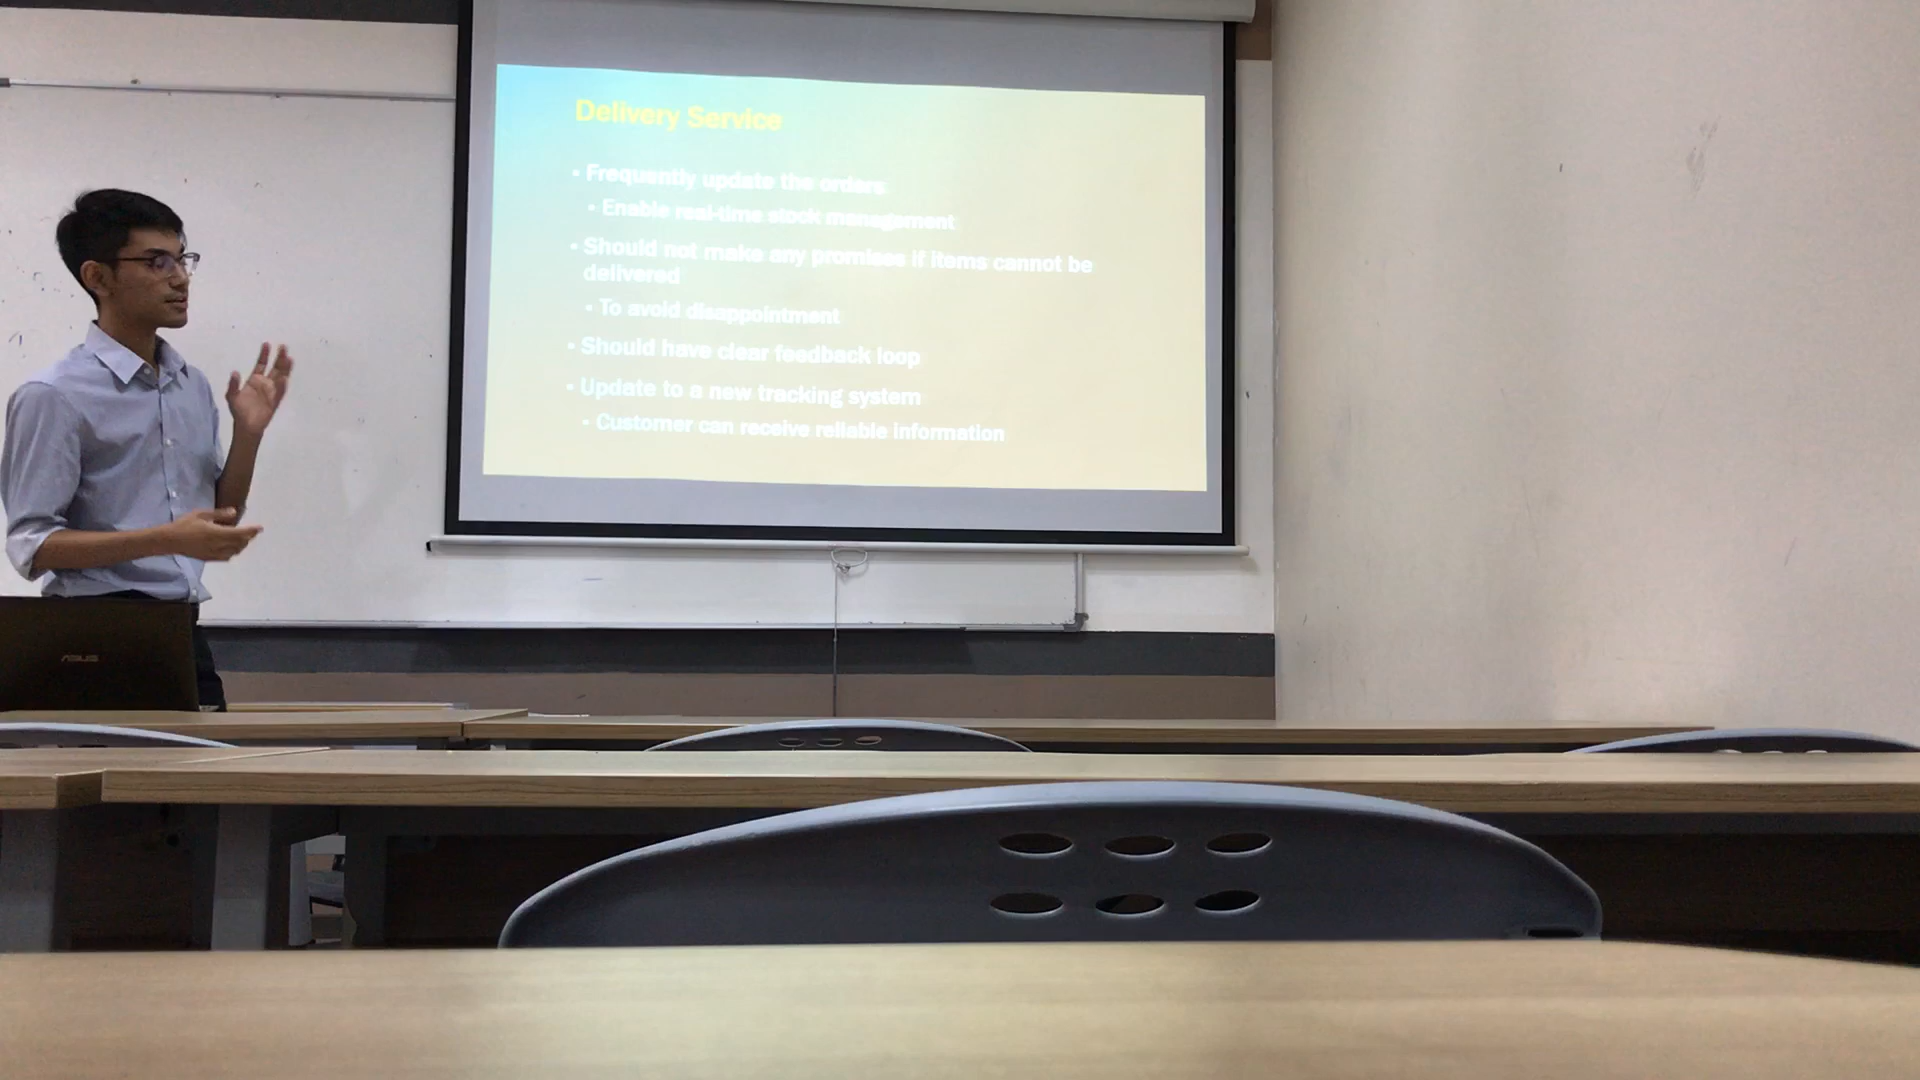 Delivery Service
• Frequently update the orders
• Enable real-time stock management
• Should not make any promises if items cannot be
delivered
• To avoid disappointment
• Should have clear feedback loop
• Update to a new tracking system
• Customer can receive reliable information
ASUS